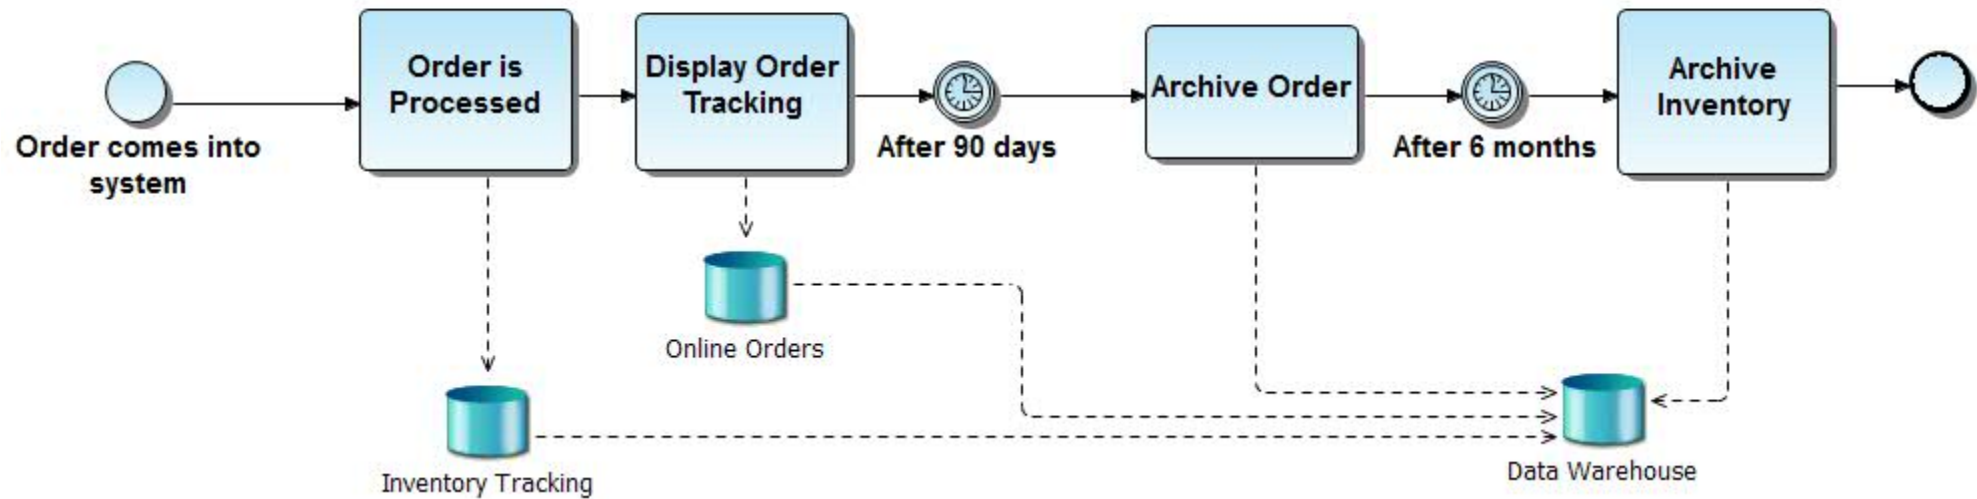 Order comes into
system
Order is
Processed
Display Order
Tracking
After 90 days
Archive Order
After 6 months
Archive
Inventory
Online Orders
Inventory Tracking
Data Warehouse